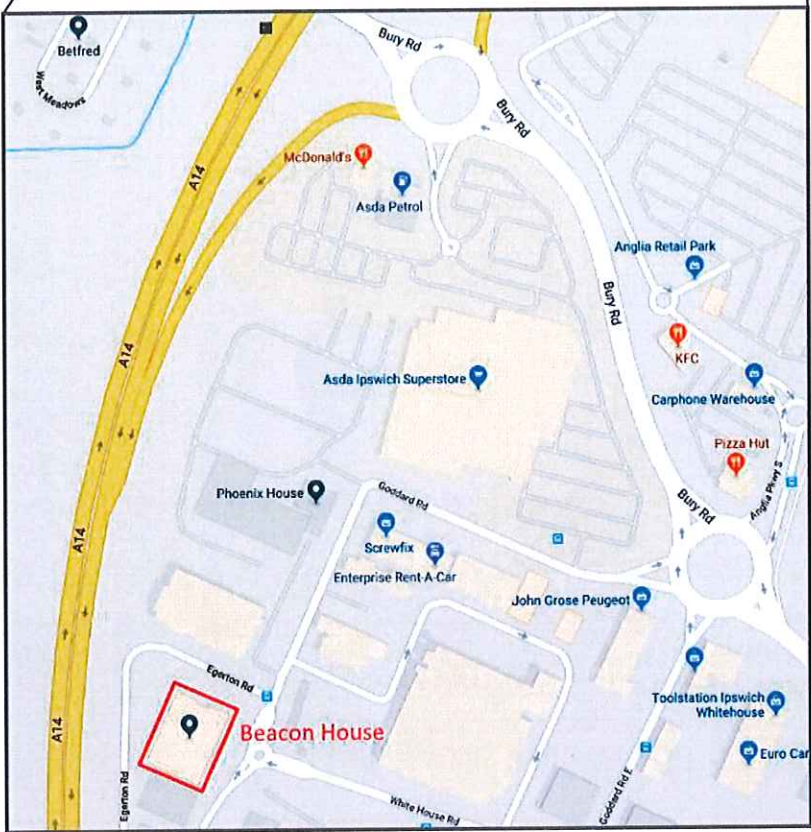 Betfred
West Meadows
Bury Rd
A14
McDonald's
Asda Petrol
Bury Rd
Anglia Retail Park
Bury Rd
KFC
A14
Asda Ipswich Superstore
Carphone Warehouse
Pizza Hut
Phoenix House
Goddard Rd
Anglia Pkwy S
Bury Rd
A14
Screwfix
Enterprise Rent-A-Car
John Grose Peugeot
Egerton Rd
Toolstation Ipswich
Whitehouse
A14
Beacon House
Euro Car
Egerton Rd
White House Rd
Goddard Rd E